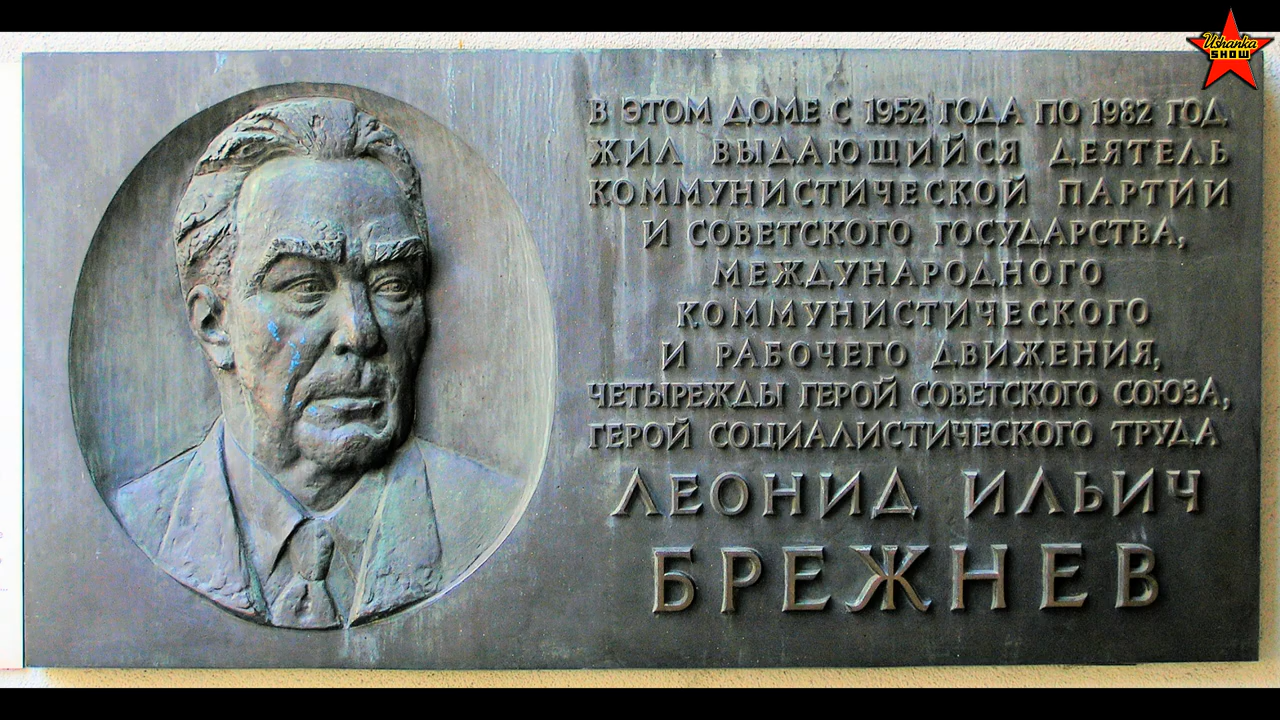 Ushanka
SHOW
В ЭТОМ ДОМЕ С 1952 ГОДА ПО 1982 ГОД
ЖИЛ ВЫДАЮЩИЙСЯ ДЕЯТЕЛЬ
КОММУНИСТИЧЕСКОЙ ПАРТИИ
И СОВЕТСКОГО ГОСУДАРСТВА,
МЕЖДУНАРОДНОГО
КОММУНИСТИЧЕСКОГО
И РАБОЧЕГО ДВИЖЕНИЯ,
ЧЕТЫРЕЖДЫ ГЕРОЙ СОВЕТСКОГО СОЮЗА,
ГЕРОЙ СОЦИАЛИСТИЧЕСКОГО ТРУДА
ЛЕОНИД ИЛЬИЧ
БРЕЖНЕВ